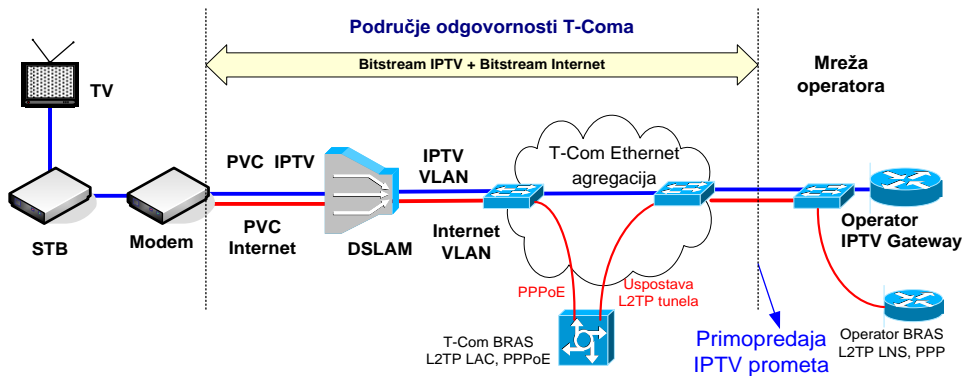 Područje odgovornosti T-Coma
Bitstream IPTV + Bitstream Internet
Mreža
operatora
TV
PVC IPTV
IPTV
VLAN
T-Com Ethernet
agregacija
STB
Modem
PVC
Internet
DSLAM
Internet
VLAN
Operator
IPTV Gateway
PPPoE
Uspostava
L2TP tunela
T-Com BRAS
L2TP LAC, PPPoE
Primopredaja
IPTV prometa
Operator BRAS
L2TP LNS, PPP